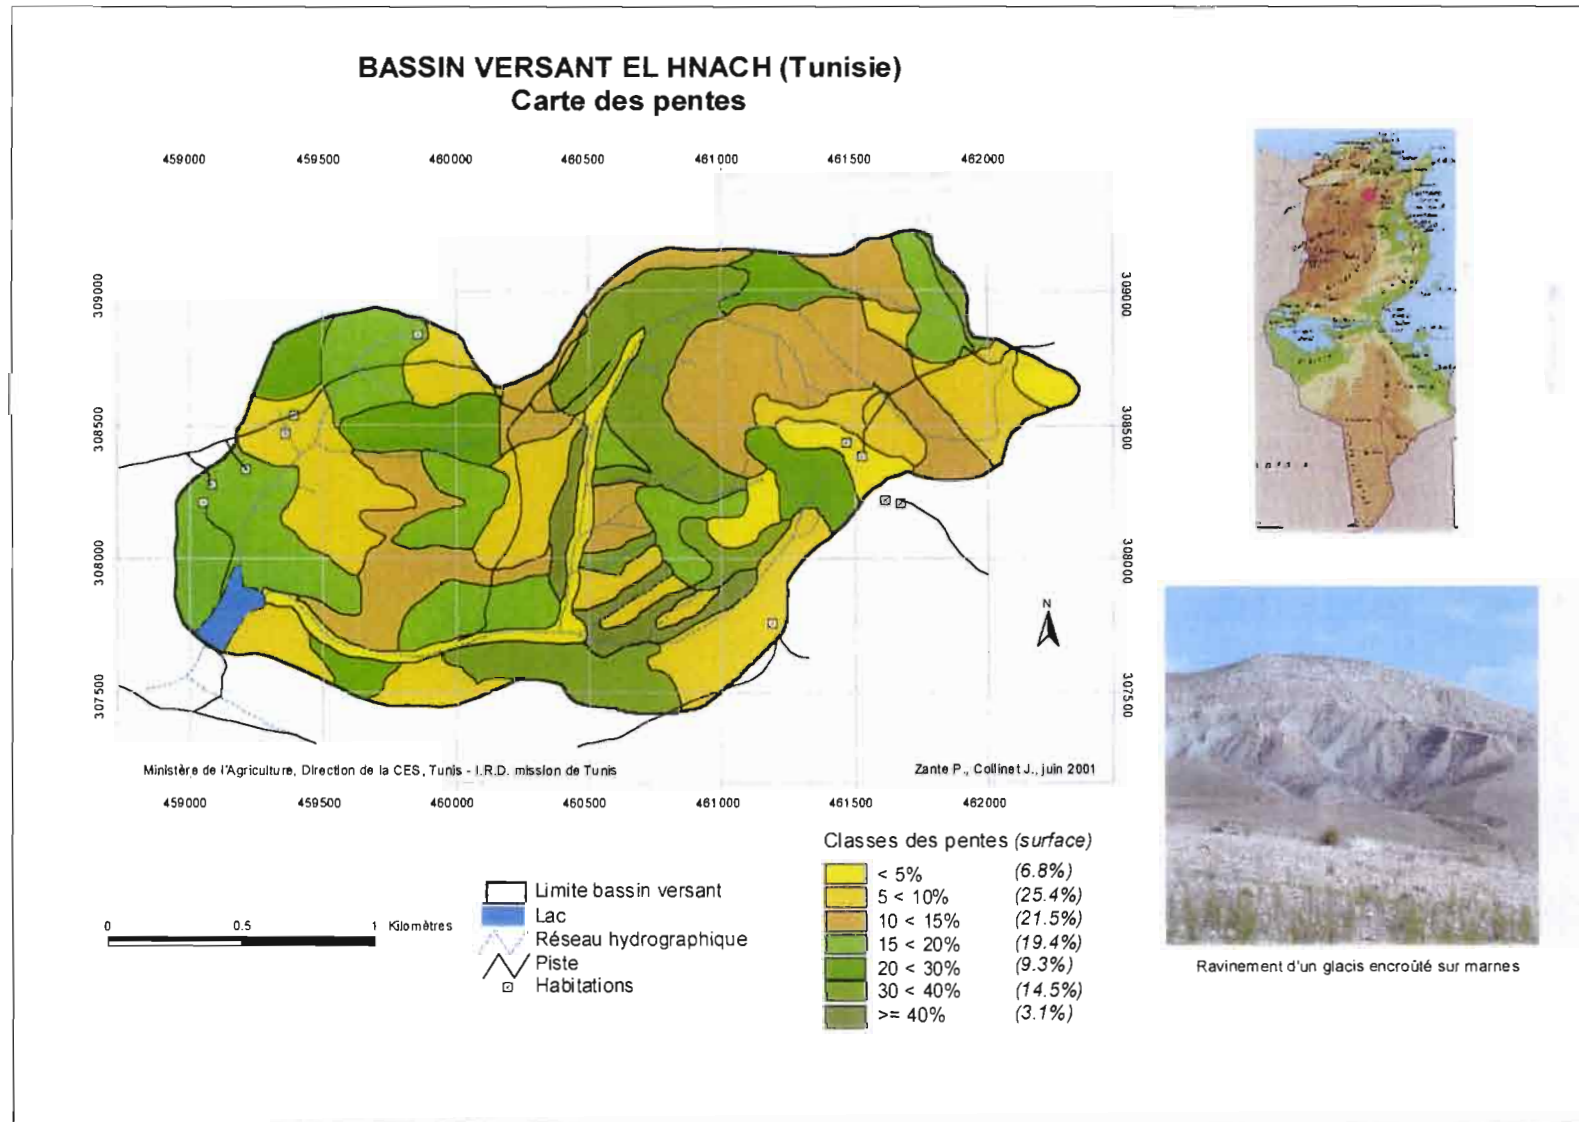 BASSIN VERSANT EL HNACH (Tunisie)
Carte des pentes
459000 459500 460000 460500 461000 461500 462000
309000 309000
308500 308500
308000 308000
307500 307500
N
Ministère de l'Agriculture, Direction de la CES, Tunis - I.R.D. mission de Tunis
Zante P., Collinet J., juin 2001
459000 459500 460000 460500 461000 461500 462000
0 0.5 1 Kilomètres
Limite bassin versant
Lac
Réseau hydrographique
Piste
Habitations
Classes des pentes (surface)
< 5% (6.8%)
5 < 10% (25.4%)
10 < 15% (21.5%)
15 < 20% (19.4%)
20 < 30% (9.3%)
30 < 40% (14.5%)
>= 40% (3.1%)
Ravinement d'un glacis encroûté sur marnes